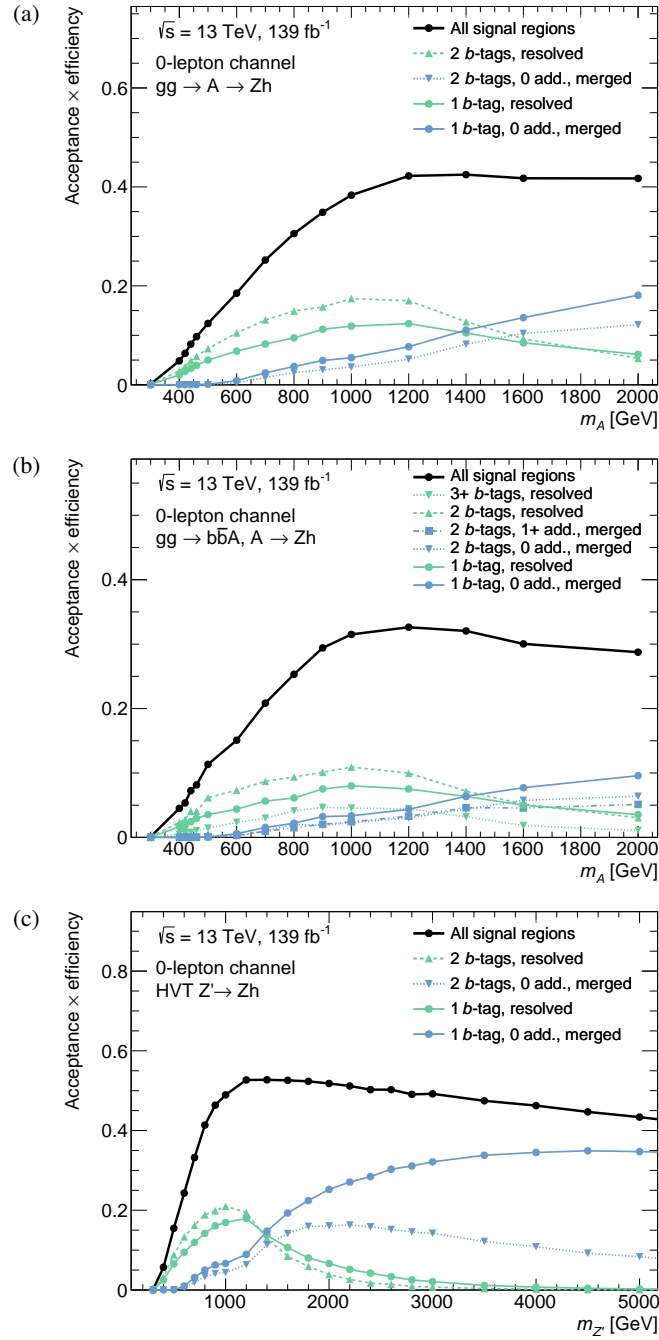 (a)
Acceptance × efficiency
√s = 13 TeV, 139 fb⁻¹
0-lepton channel
gg → A → Zh
All signal regions
2 b-tags, resolved
2 b-tags, 0 add., merged
1 b-tag, resolved
1 b-tag, 0 add., merged
0.6
0.4
0.2
0
400 600 800 1000 1200 1400 1600 1800 2000
m_A [GeV]
(b)
Acceptance × efficiency
√s = 13 TeV, 139 fb⁻¹
0-lepton channel
gg → bb̅A, A → Zh
All signal regions
3+ b-tags, resolved
2 b-tags, resolved
2 b-tags, 1+ add., merged
2 b-tags, 0 add., merged
1 b-tag, resolved
1 b-tag, 0 add., merged
0.4
0.2
0
400 600 800 1000 1200 1400 1600 1800 2000
m_A [GeV]
(c)
Acceptance × efficiency
√s = 13 TeV, 139 fb⁻¹
0-lepton channel
HVT Z' → Zh
All signal regions
2 b-tags, resolved
2 b-tags, 0 add., merged
1 b-tag, resolved
1 b-tag, 0 add., merged
0.8
0.6
0.4
0.2
0
1000 2000 3000 4000 5000
m_Z' [GeV]